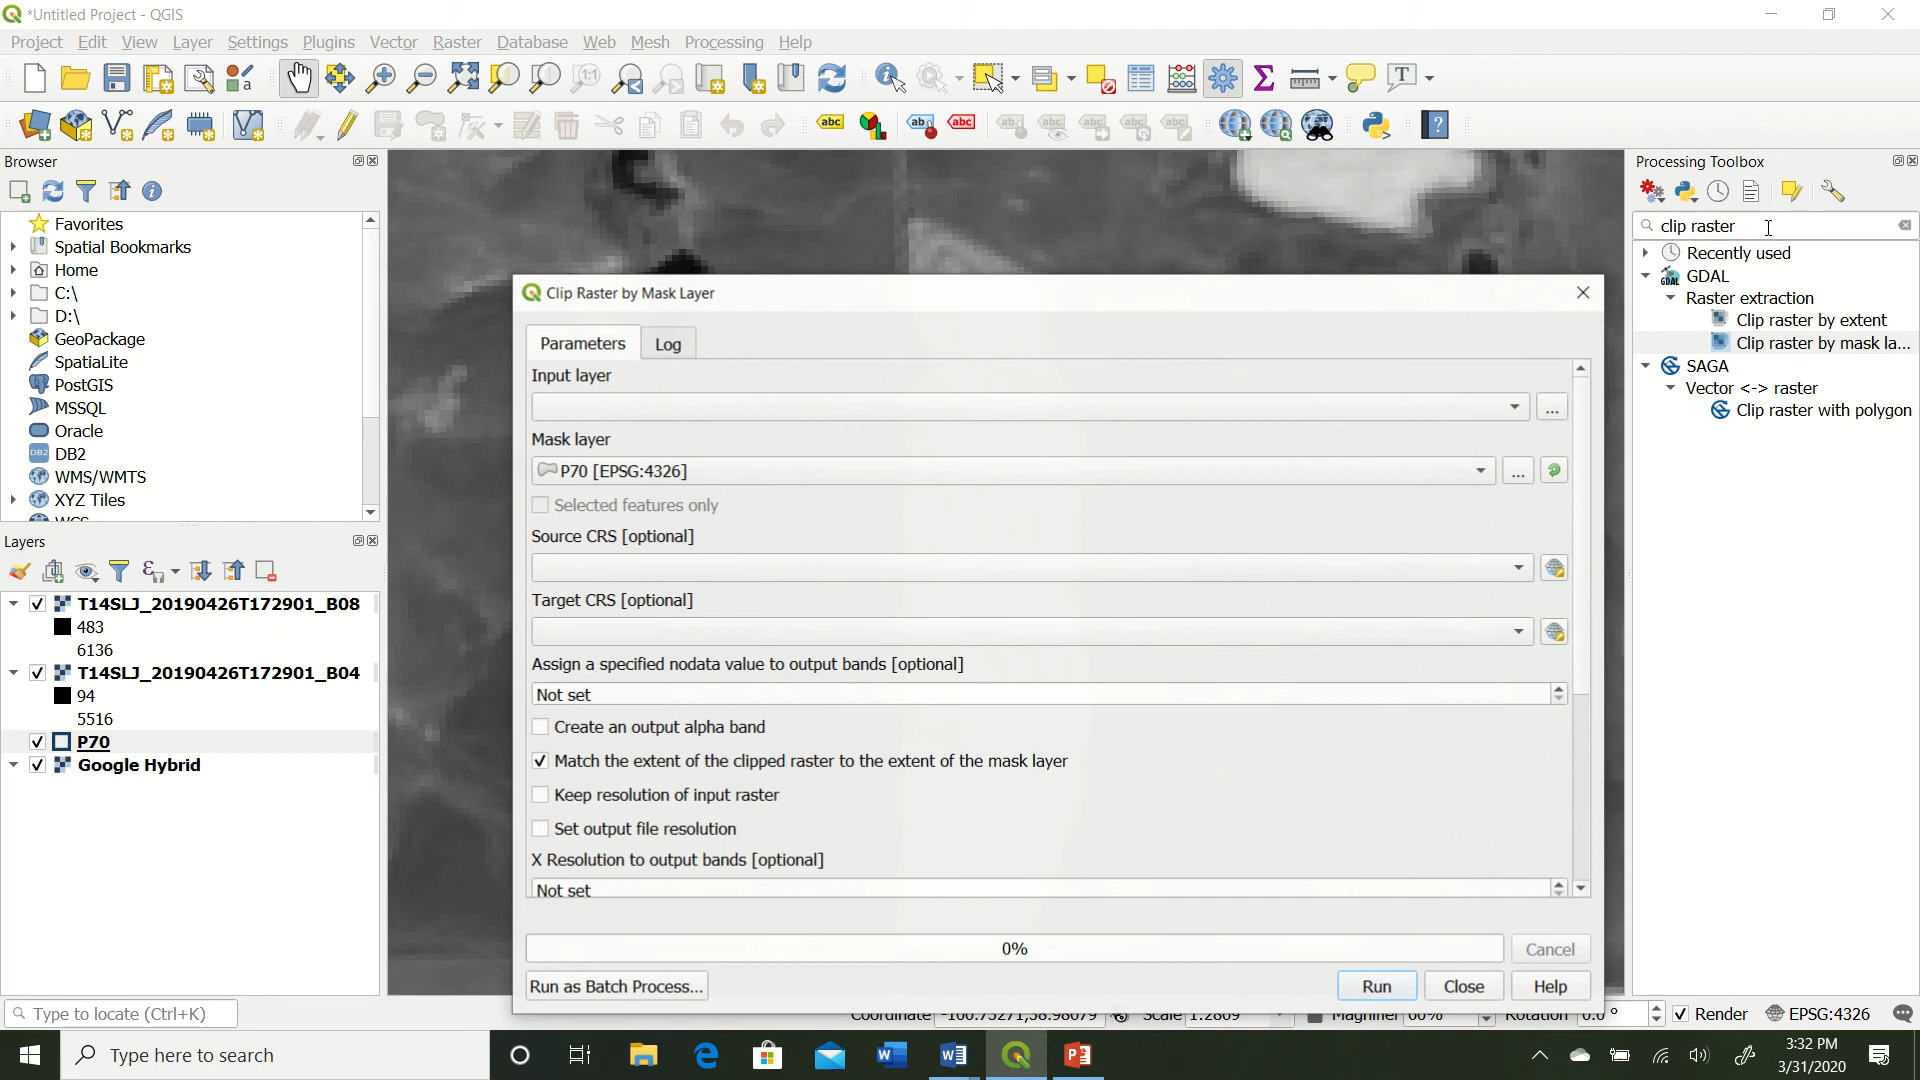 *Untitled Project - QGIS
Project Edit View Layer Settings Plugins Vector Raster Database Web Mesh Processing Help
Browser
Favorites
Spatial Bookmarks
Home
C:\
D:\
GeoPackage
SpatiaLite
PostGIS
MSSQL
Oracle
DB2
WMS/WMTS
XYZ Tiles
Layers
T14SLJ_20190426T172901_B08
483
6136
T14SLJ_20190426T172901_B04
94
5516
P70
Google Hybrid
Clip Raster by Mask Layer
Parameters Log
Input layer
Mask layer
P70 [EPSG:4326]
Selected features only
Source CRS [optional]
Target CRS [optional]
Assign a specified nodata value to output bands [optional]
Not set
Create an output alpha band
Match the extent of the clipped raster to the extent of the mask layer
Keep resolution of input raster
Set output file resolution
X Resolution to output bands [optional]
Not set
0%
Cancel
Run as Batch Process...
Run Close Help
Processing Toolbox
clip raster
Recently used
GDAL
Raster extraction
Clip raster by extent
Clip raster by mask la...
SAGA
Vector <-> raster
Clip raster with polygon
Type to locate (Ctrl+K)
Coordinate Scale Magnifier Rotation 0.0 ° Render EPSG:4326
Type here to search
3:32 PM
3/31/2020